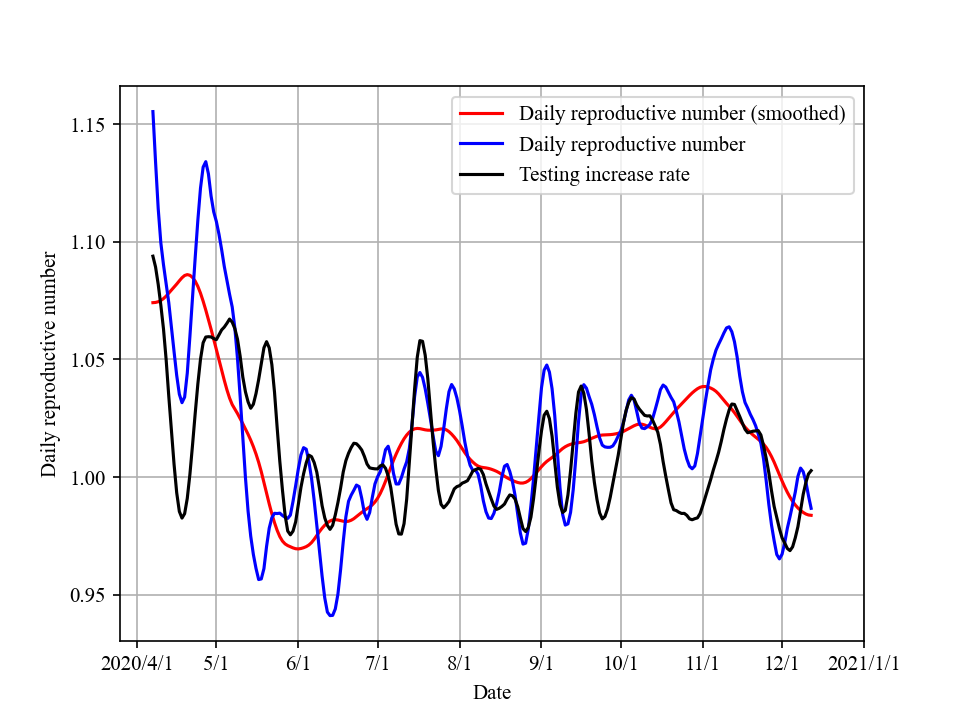 Daily reproductive number (smoothed)
Daily reproductive number
Testing increase rate
1.15
1.10
1.05
1.00
0.95
Daily reproductive number
2020/4/1 5/1 6/1 7/1 8/1 9/1 10/1 11/1 12/1 2021/1/1
Date